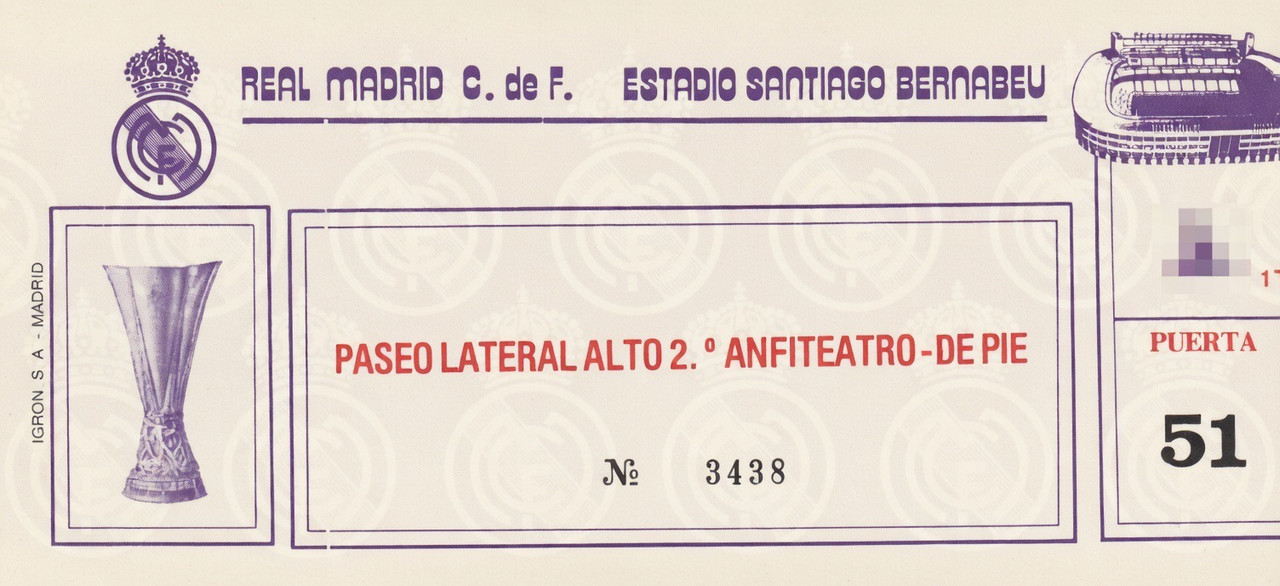 REAL MADRID C. de F. ESTADIO SANTIAGO BERNABEU
IGRON S A - MADRID
PASEO LATERAL ALTO 2.º ANFITEATRO - DE PIE
Nº 3438
PUERTA
51